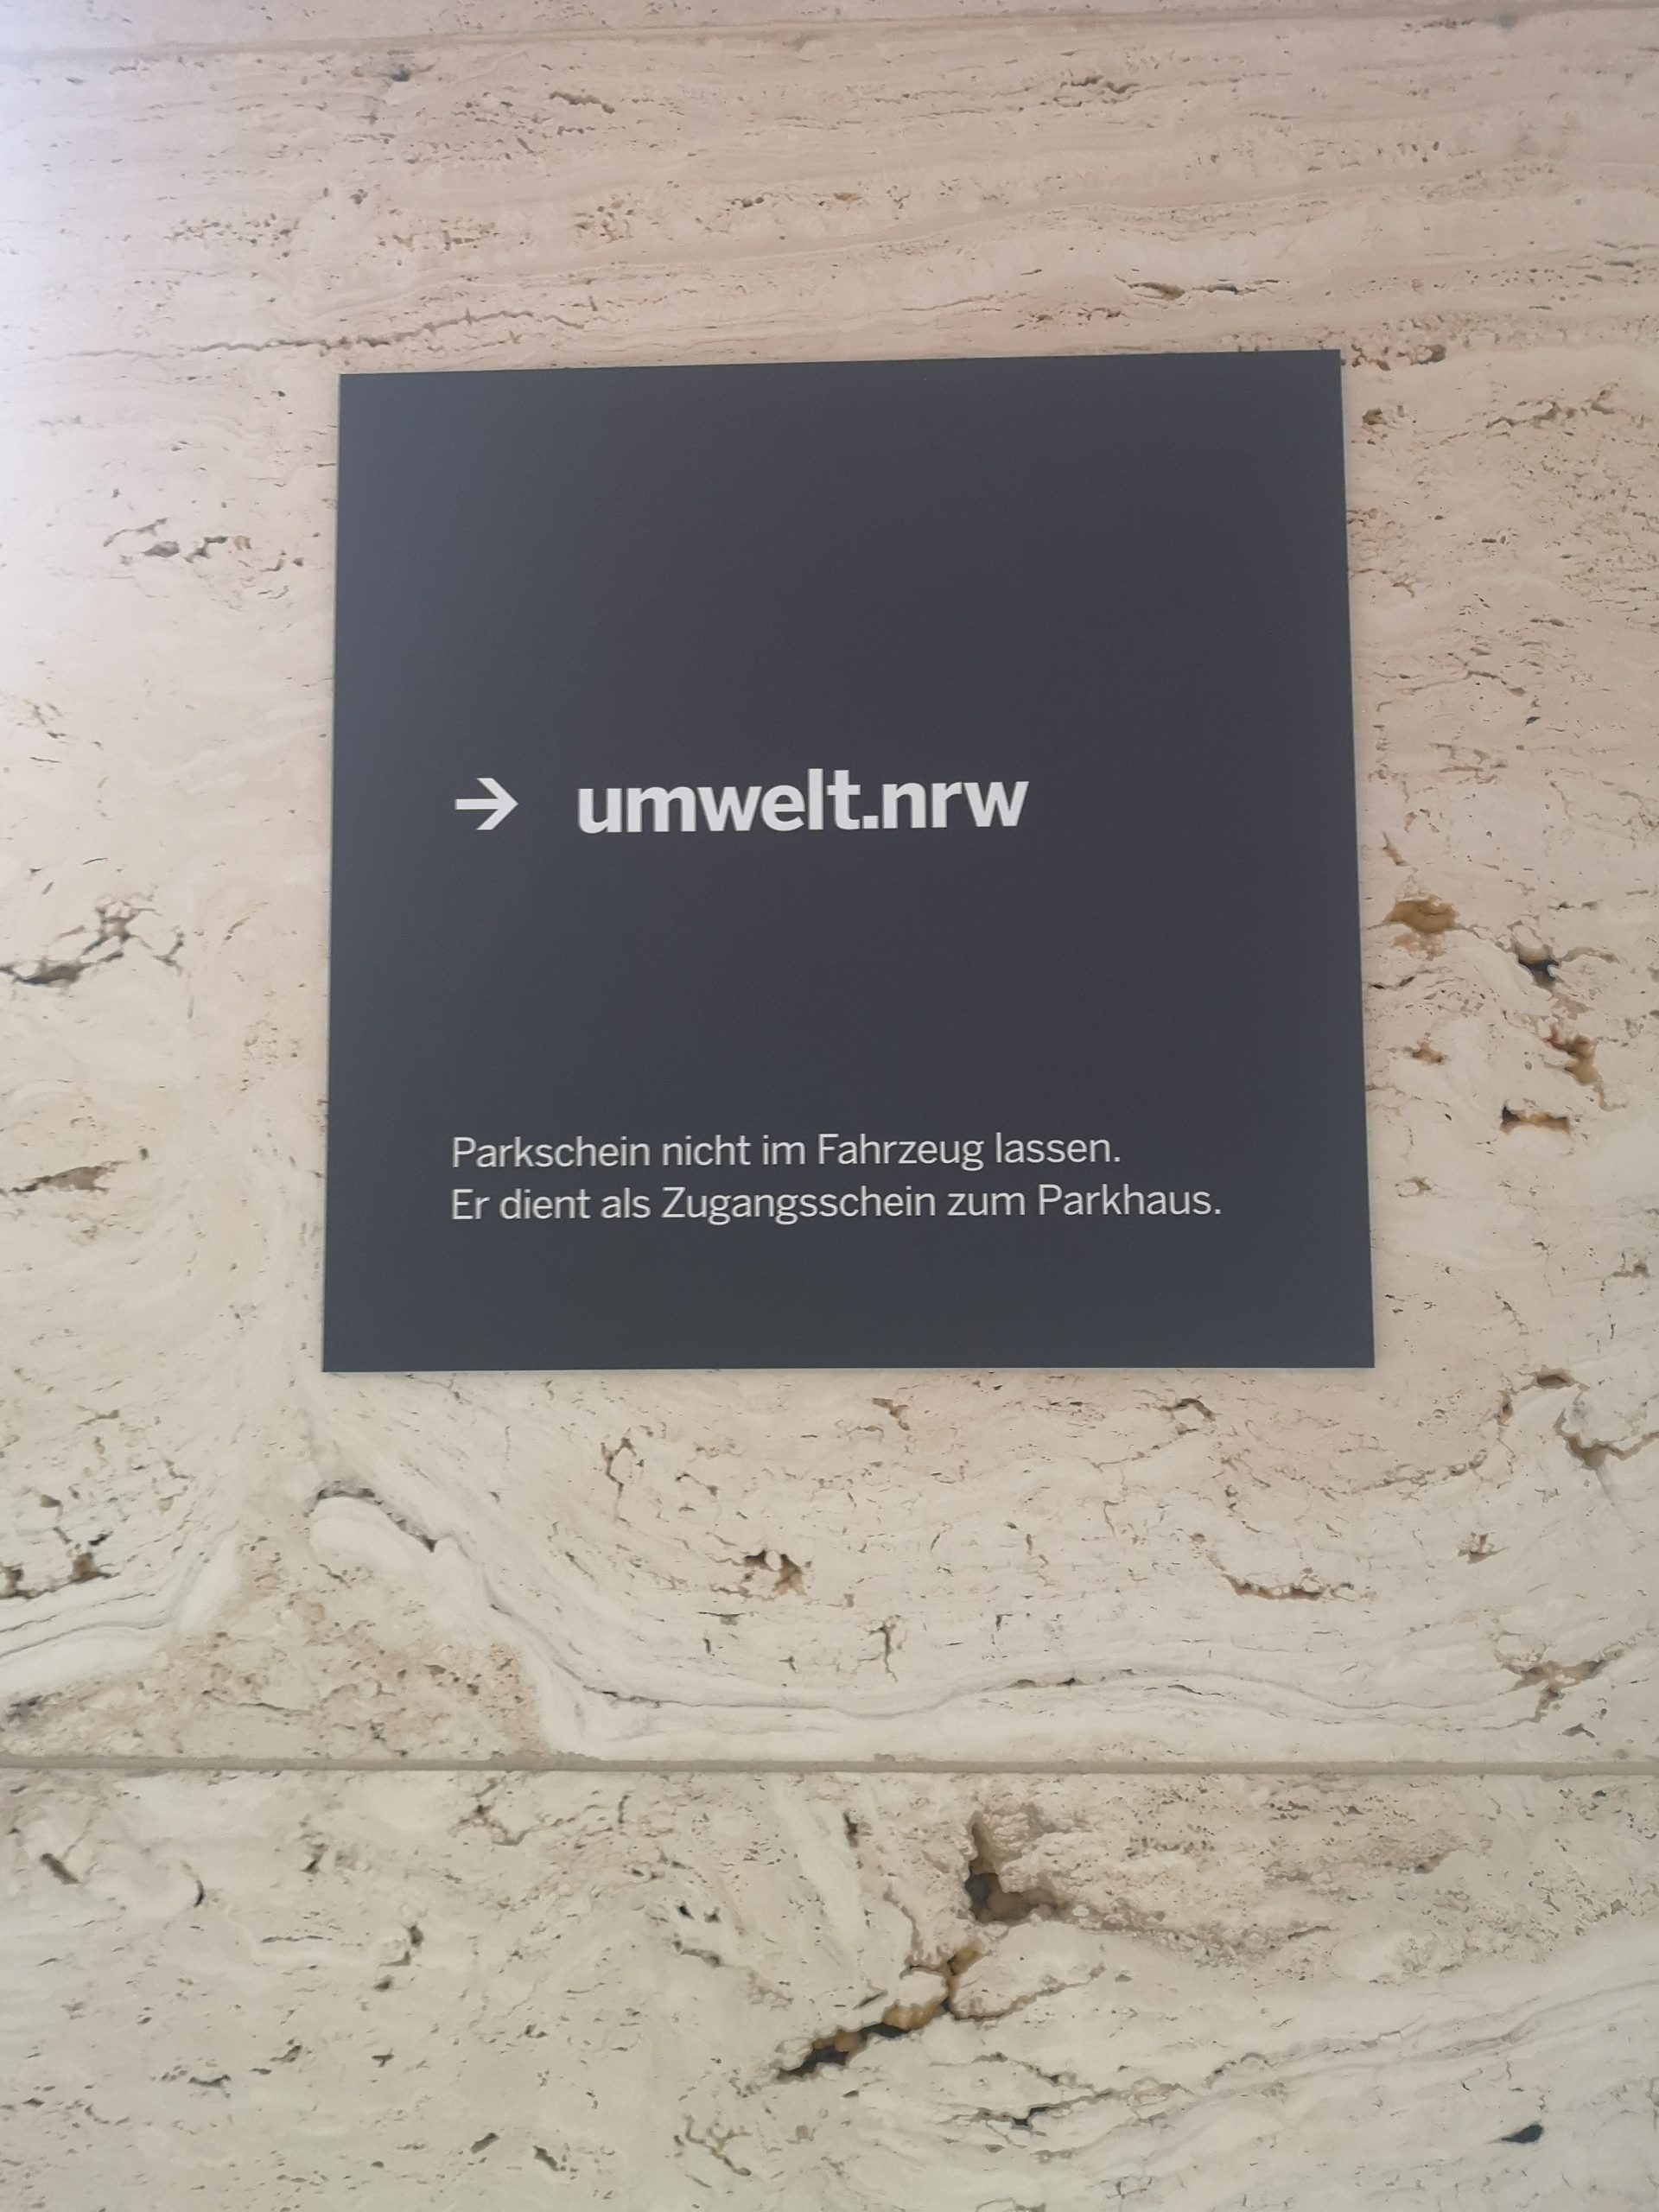 → umwelt.nrw
Parkschein nicht im Fahrzeug lassen.
Er dient als Zugangsschein zum Parkhaus.